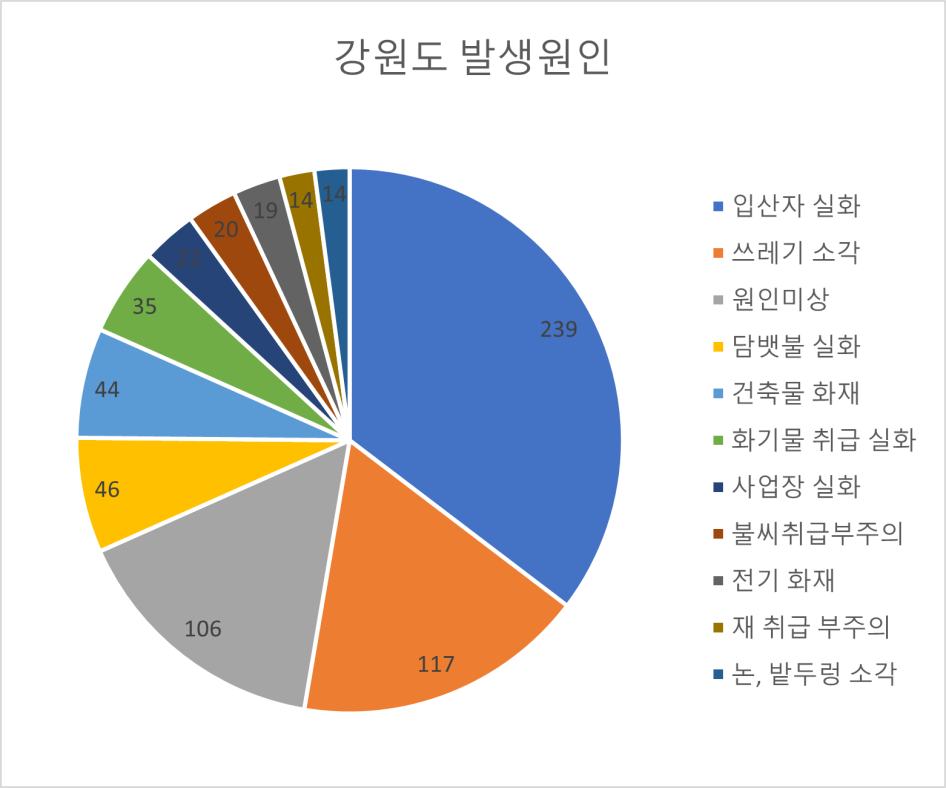 강원도 발생원인
239
117
106
46
44
35
22
20
19
14
14
입산자 실화
쓰레기 소각
원인미상
담뱃불 실화
건축물 화재
화기물 취급 실화
사업장 실화
불씨취급부주의
전기 화재
재 취급 부주의
논, 밭두렁 소각